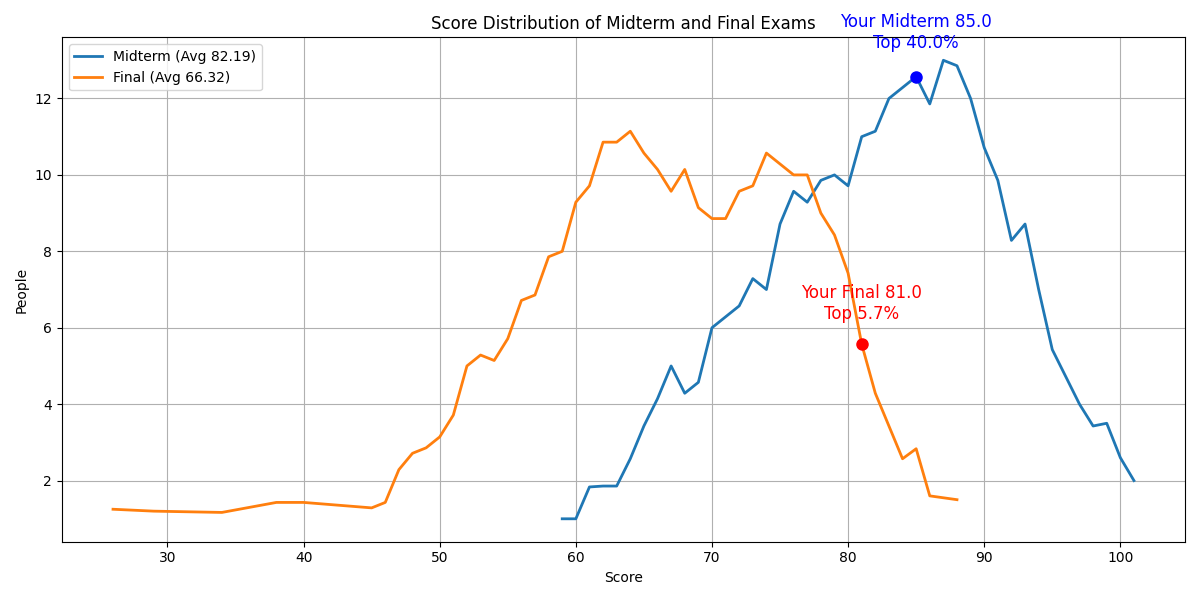 Score Distribution of Midterm and Final Exams
Your Midterm 85.0
Top 40.0%
Midterm (Avg 82.19)
Final (Avg 66.32)
Your Final 81.0
Top 5.7%
People
12
10
8
6
4
2
30 40 50 60 70 80 90 100
Score